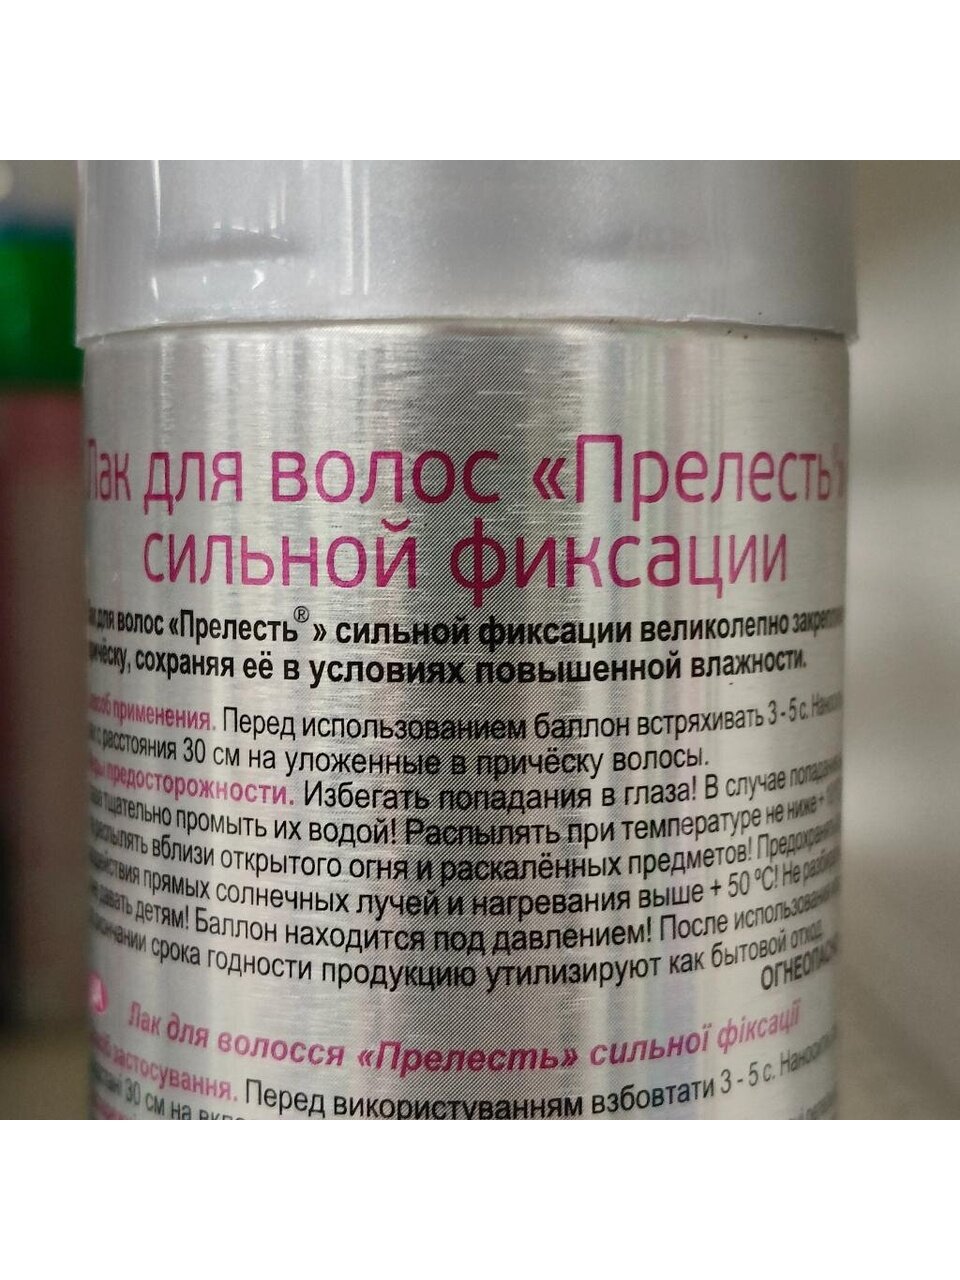 Лак для волос «Прелесть®»
сильной фиксации
для волос «Прелесть®» сильной фиксации великолепно
сохраняя её в условиях повышенной влажности.
применения. Перед использованием баллон встряхивать 3 - 5 с.
с расстояния 30 см на уложенные в причёску волосы.
предосторожности. Избегать попадания в глаза! В случае
тщательно промыть их водой! Распылять при температуре не ниже +
вблизи открытого огня и раскалённых предметов!
прямых солнечных лучей и нагревания выше + 50 °С! Не
давать детям! Баллон находится под давлением! После
срока годности продукцию утилизируют как бытовой отход.
Лак для волосся «Прелесть» сильної фіксації
застосування. Перед використуванням взбовтати 3 - 5 с.
30 см на